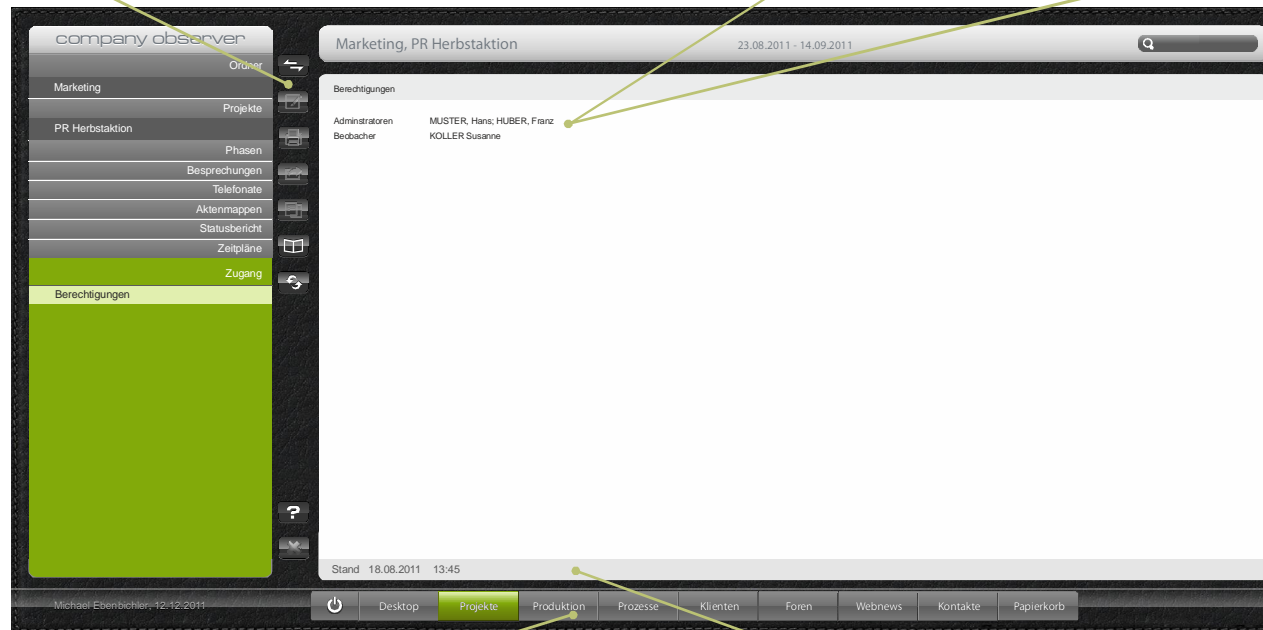 company observer
Ordner
Marketing
Projekte
PR Herbstaktion
Phasen
Besprechungen
Telefonate
Aktenmappen
Statusbericht
Zeitpläne
Zugang
Berechtigungen
Marketing, PR Herbstaktion 23.08.2011 - 14.09.2011
Berechtigungen
Adminstratoren MUSTER, Hans; HUBER, Franz
Beobacher KOLLER Susanne
?
Stand 18.08.2011 13:45
Michael Ebenbichler, 12.12.2011
Desktop Projekte Produktion Prozesse Klienten Foren Webnews Kontakte Papierkorb